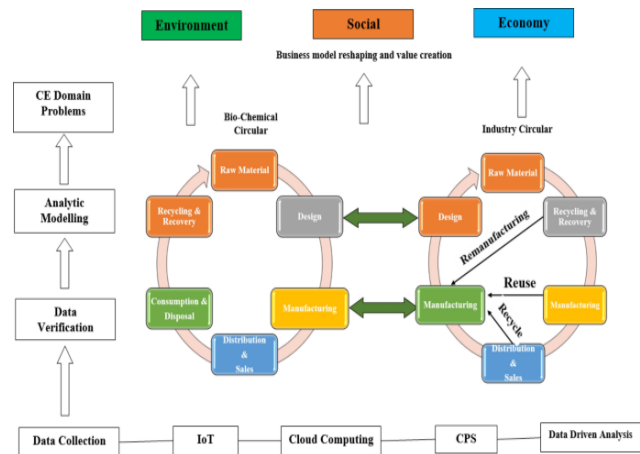 Environment
Social
Economy
Business model reshaping and value creation
CE Domain
Problems
Analytic
Modelling
Data
Verification
Bio-Chemical
Circular
Raw Material
Recycling &
Recovery
Design
Consumption &
Disposal
Manufacturing
Distribution
&
Sales
Industry Circular
Raw Material
Design
Recycling &
Recovery
Remanufacturing
Reuse
Manufacturing
Manufacturing
Recycle
Distribution &
Sales
Data Collection
IoT
Cloud Computing
CPS
Data Driven Analysis